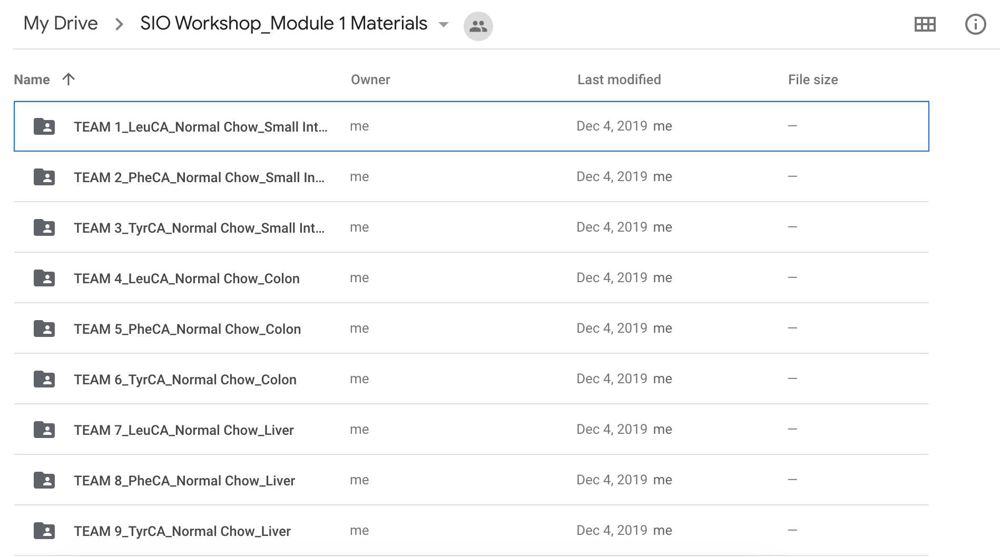 My Drive > SIO Workshop_Module 1 Materials
Name Owner Last modified File size
TEAM 1_LeuCA_Normal Chow_Small Int... me Dec 4, 2019 me —
TEAM 2_PheCA_Normal Chow_Small In... me Dec 4, 2019 me —
TEAM 3_TyrCA_Normal Chow_Small Int... me Dec 4, 2019 me —
TEAM 4_LeuCA_Normal Chow_Colon me Dec 4, 2019 me —
TEAM 5_PheCA_Normal Chow_Colon me Dec 4, 2019 me —
TEAM 6_TyrCA_Normal Chow_Colon me Dec 4, 2019 me —
TEAM 7_LeuCA_Normal Chow_Liver me Dec 4, 2019 me —
TEAM 8_PheCA_Normal Chow_Liver me Dec 4, 2019 me —
TEAM 9_TyrCA_Normal Chow_Liver me Dec 4, 2019 me —